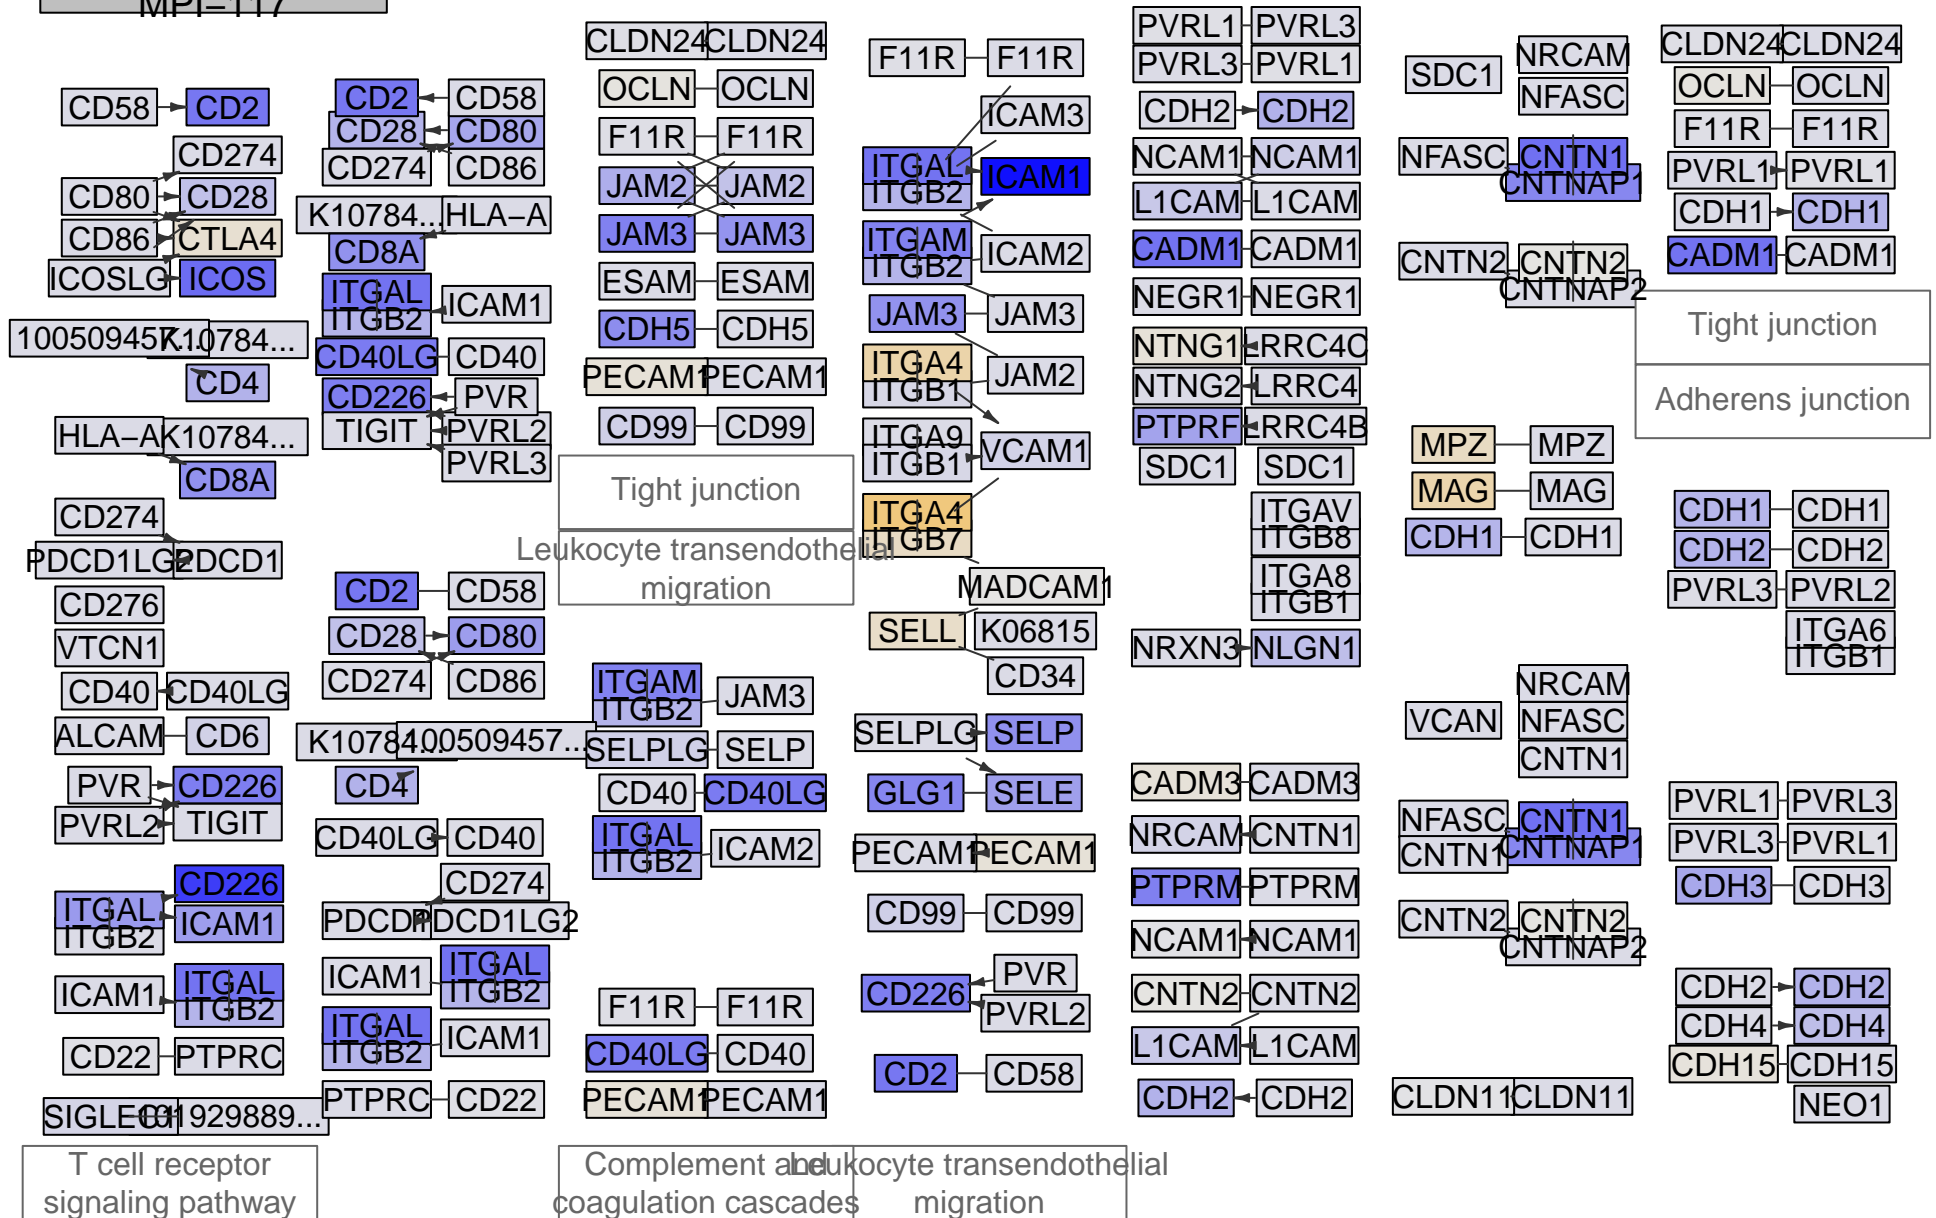 MPI−117
CD58
CD2
CD274
CD80
CD28
CD86
CTLA4
ICOSLG
ICOS
100509457...
K10784...
CD4
HLA−A
K10784...
CD8A
CD274
PDCD1LG2
PDCD1
CD276
VTCN1
CD40
CD40LG
ALCAM
CD6
PVR
CD226
PVRL2
TIGIT
CD226
ITGAL
ITGB2
ICAM1
ICAM1
ITGAL
ITGB2
CD22
PTPRC
101929889...
T cell receptor
signaling pathway
CD2
CD58
CD28
CD80
CD274
CD86
K10784...
HLA−A
CD8A
ITGAL
ITGB2
ICAM1
CD40LG
CD40
CD226
PVR
TIGIT
PVRL2
PVRL3
CD2
CD58
CD28
CD80
CD274
CD86
K10784...
100509457...
CD4
CD40LG
CD40
CD274
PDCD1
PDCD1LG2
ICAM1
ITGAL
ITGB2
ITGAL
ITGB2
ICAM1
PTPRC
CD22
CLDN24
CLDN24
OCLN
OCLN
F11R
F11R
JAM2
JAM2
JAM3
JAM3
ESAM
ESAM
CDH5
CDH5
PECAM1
PECAM1
CD99
CD99
Tight junction
Leukocyte transendothelial
migration
ITGAM
ITGB2
JAM3
SELPLG
SELP
CD40
CD40LG
ITGAL
ITGB2
ICAM2
F11R
F11R
CD40LG
CD40
PECAM1
PECAM1
Complement and
coagulation cascades
F11R
F11R
ICAM3
ITGAL
ITGB2
ICAM1
ITGAM
ITGB2
ICAM2
JAM3
JAM3
ITGA4
ITGB1
JAM2
ITGA9
ITGB1
VCAM1
ITGA4
ITGB7
MADCAM1
SELL
K06815
CD34
SELPLG
SELP
GLG1
SELE
PECAM1
PECAM1
CD99
CD99
CD226
PVR
PVRL2
CD2
CD58
Leukocyte transendothelial
migration
PVRL1
PVRL3
PVRL3
PVRL1
CDH2
CDH2
NCAM1
NCAM1
L1CAM
L1CAM
CADM1
CADM1
NEGR1
NEGR1
NTNG1
LRRC4C
NTNG2
LRRC4
PTPRF
LRRC4B
SDC1
SDC1
ITGAV
ITGB8
ITGA8
ITGB1
NRXN3
NLGN1
CADM3
CADM3
NRCAM
CNTN1
PTPRM
PTPRM
NCAM1
NCAM1
CNTN2
CNTN2
L1CAM
L1CAM
CDH2
CDH2
SDC1
NRCAM
NFASC
NFASC
CNTN1
CNTNAP1
CNTN2
CNTN2
CNTNAP2
MPZ
MPZ
MAG
MAG
CDH1
CDH1
VCAN
NRCAM
NFASC
CNTN1
NFASC
CNTN1
CNTN1
CNTNAP1
CNTN2
CNTN2
CNTNAP2
CLDN11
CLDN11
CLDN24
CLDN24
OCLN
OCLN
F11R
F11R
PVRL1
PVRL1
CDH1
CDH1
CADM1
CADM1
Tight junction
Adherens junction
CDH1
CDH1
CDH2
CDH2
PVRL3
PVRL2
ITGA6
ITGB1
PVRL1
PVRL3
PVRL3
PVRL1
CDH3
CDH3
CDH2
CDH2
CDH4
CDH4
CDH15
CDH15
NEO1